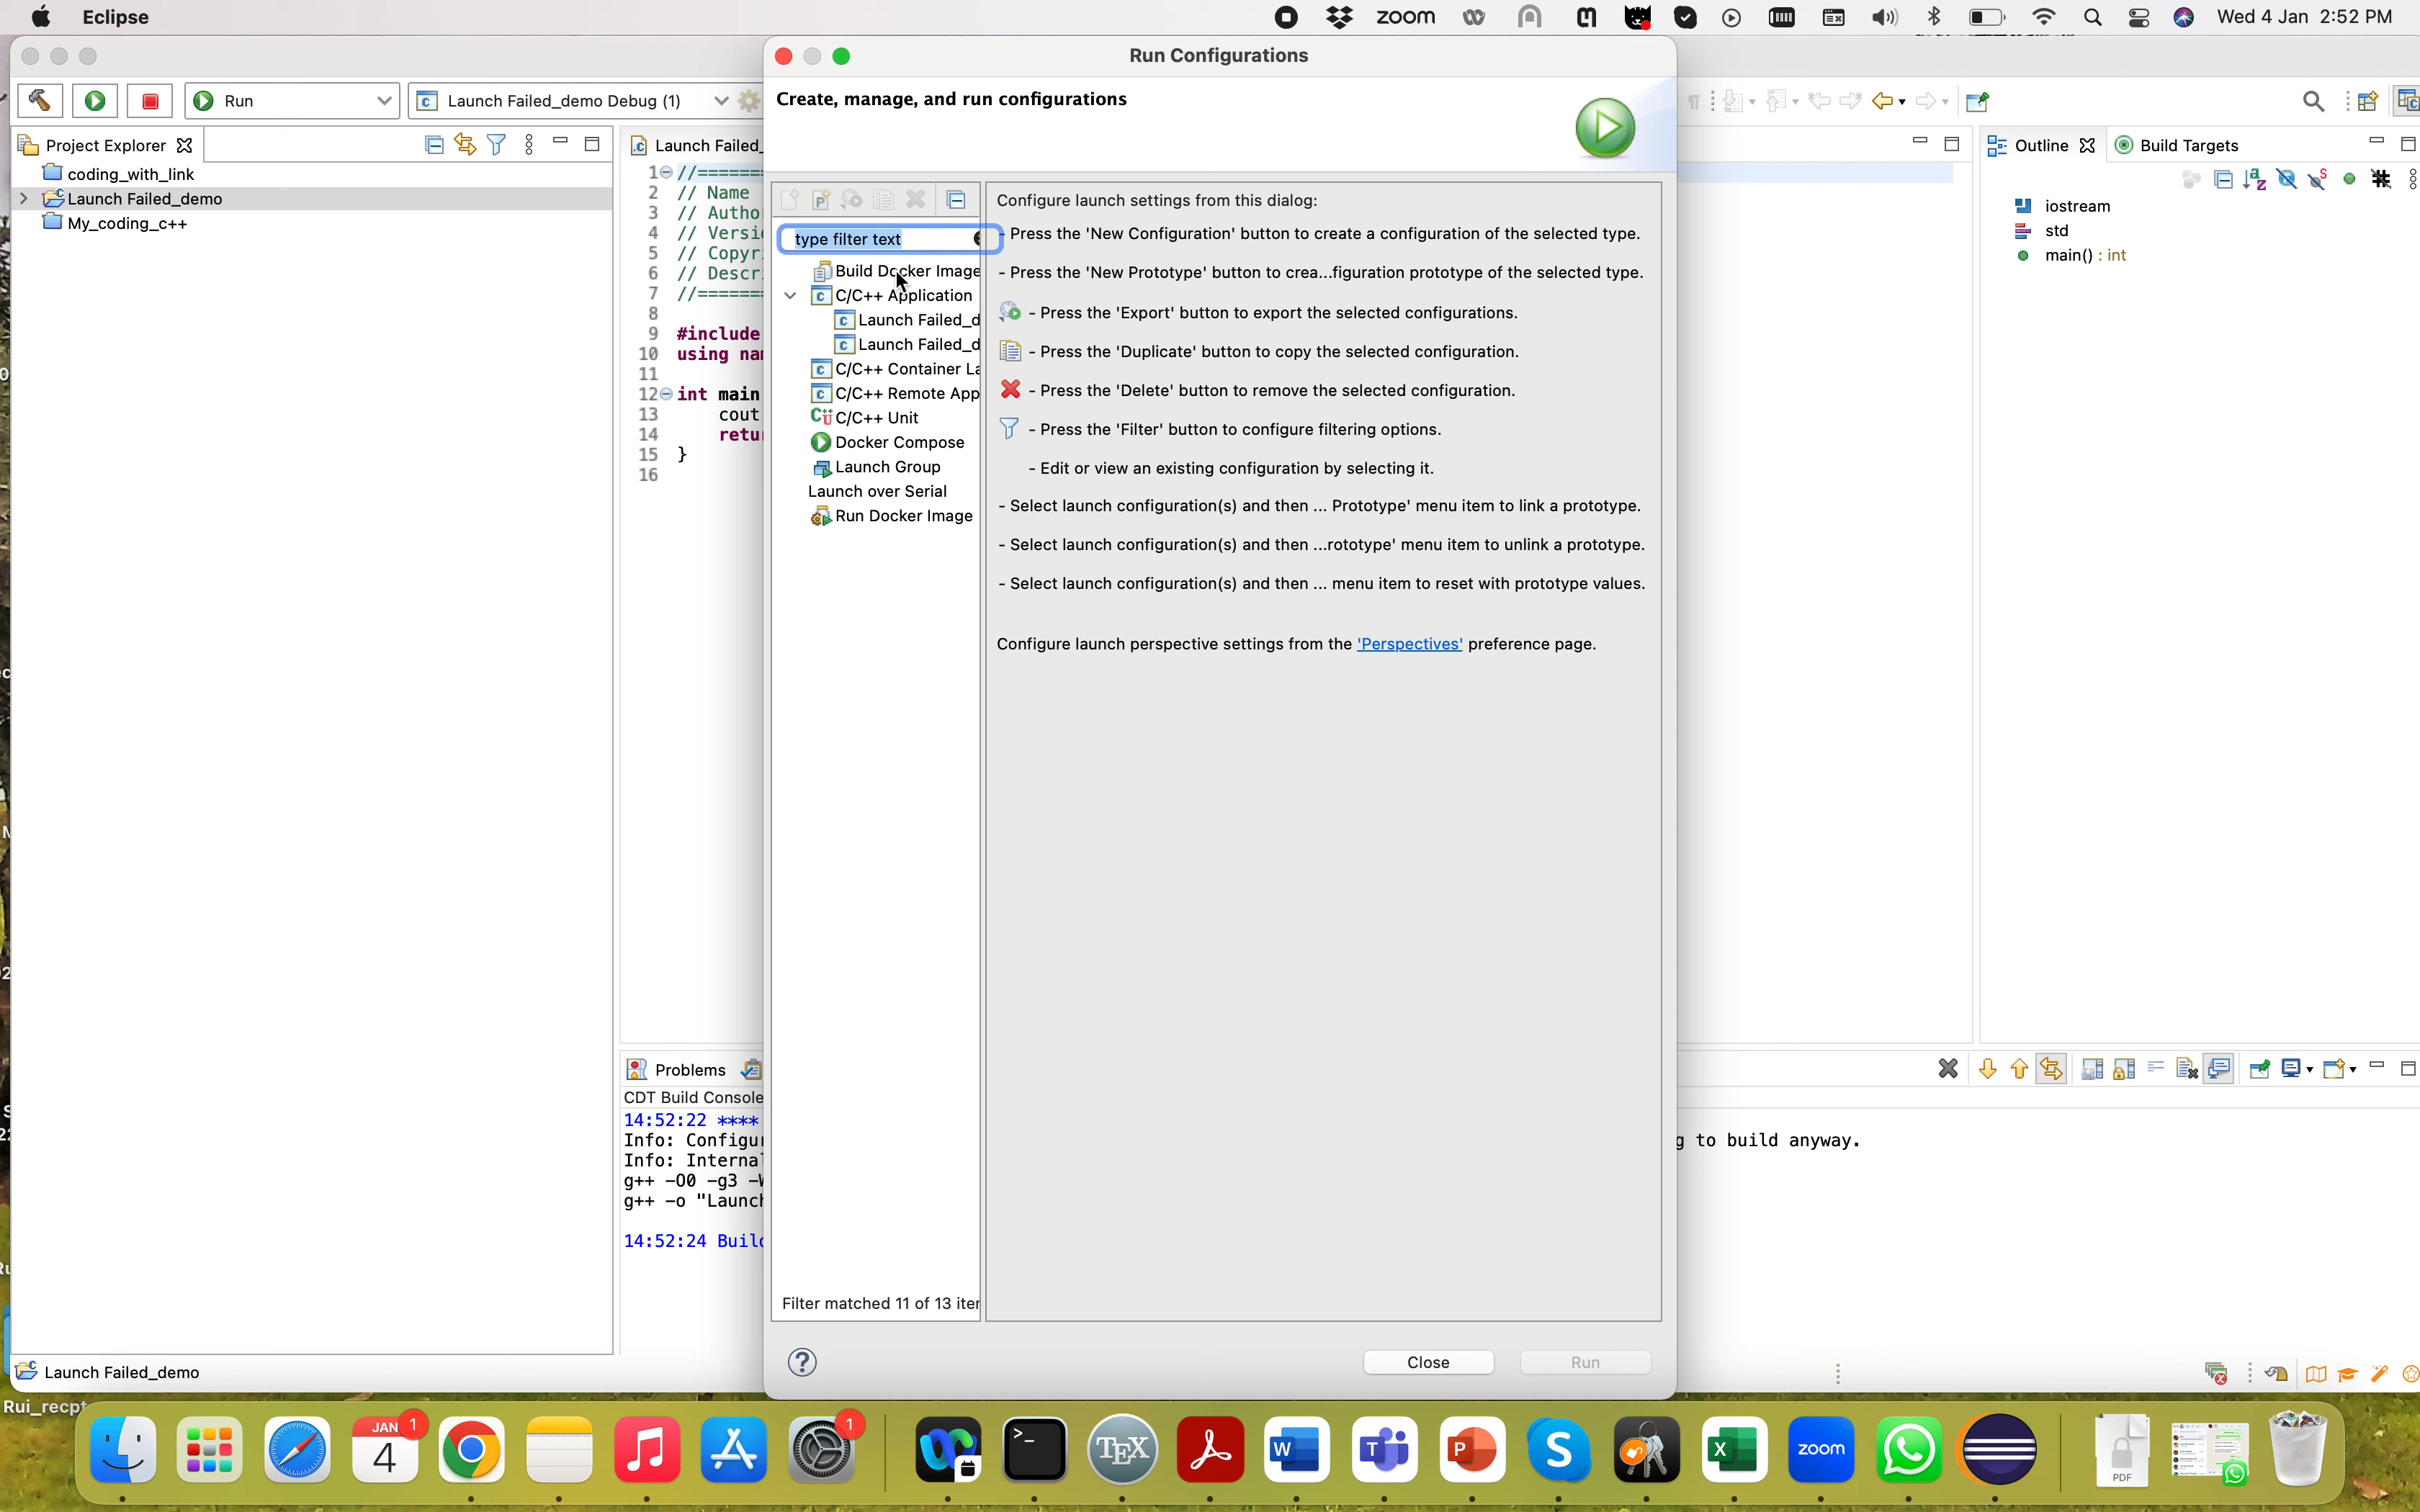 Eclipse
zoom
Wed 4 Jan 2:52 PM
Run Configurations
Create, manage, and run configurations
Run
Launch Failed_demo Debug (1)
Project Explorer
coding_with_link
Launch Failed_demo
My_coding_c++
Launch Failed_
1 //=======
2 // Name
3 // Autho
4 // Versi
5 // Copyr
6 // Descr
7 //=======
8
9 #include
10 using nam
11
12 int main
13 cout
14 retur
15 }
16
type filter text
Build Docker Image
C/C++ Application
Launch Failed_d
Launch Failed_d
C/C++ Container La
C/C++ Remote App
C/C++ Unit
Docker Compose
Launch Group
Launch over Serial
Run Docker Image
Filter matched 11 of 13 iter
Configure launch settings from this dialog:
- Press the 'New Configuration' button to create a configuration of the selected type.
- Press the 'New Prototype' button to crea...figuration prototype of the selected type.
- Press the 'Export' button to export the selected configurations.
- Press the 'Duplicate' button to copy the selected configuration.
- Press the 'Delete' button to remove the selected configuration.
- Press the 'Filter' button to configure filtering options.
- Edit or view an existing configuration by selecting it.
- Select launch configuration(s) and then ... Prototype' menu item to link a prototype.
- Select launch configuration(s) and then ...rototype' menu item to unlink a prototype.
- Select launch configuration(s) and then ... menu item to reset with prototype values.
Configure launch perspective settings from the 'Perspectives' preference page.
Close
Run
Outline
Build Targets
iostream
std
main() : int
Problems
CDT Build Console
14:52:22 ****
Info: Configur
Info: Internal
g++ -O0 -g3 -W
g++ -o "Launch
14:52:24 Build
g to build anyway.
Launch Failed_demo
Rui_recpt
JAN
4
1
1
TEX
W
T
P
S
X
zoom
PDF